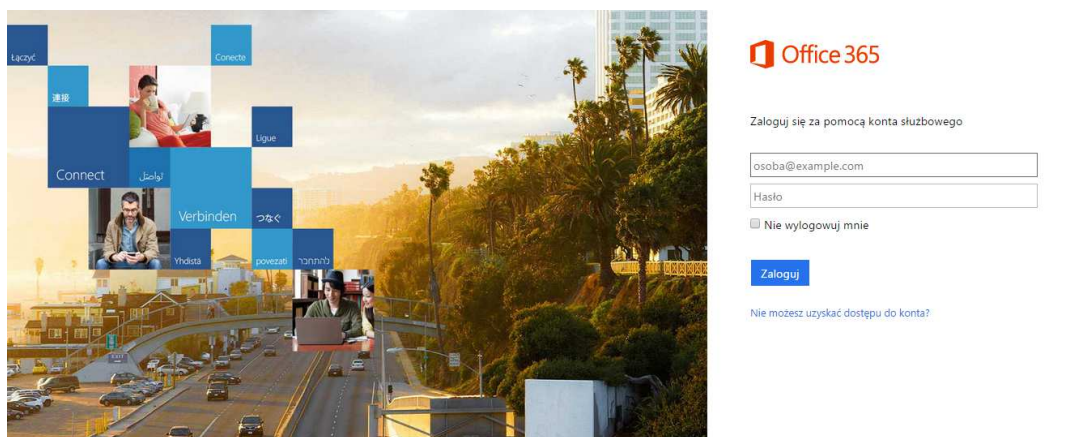 Łączyć
Conecte
連接
Ligue
Connect
تواصل
Verbinden
つなぐ
Yhdistä
povezati
להתחבר
EXIT
Office 365
Zaloguj się za pomocą konta służbowego
osoba@example.com
Hasło
Nie wylogowuj mnie
Zaloguj
Nie możesz uzyskać dostępu do konta?